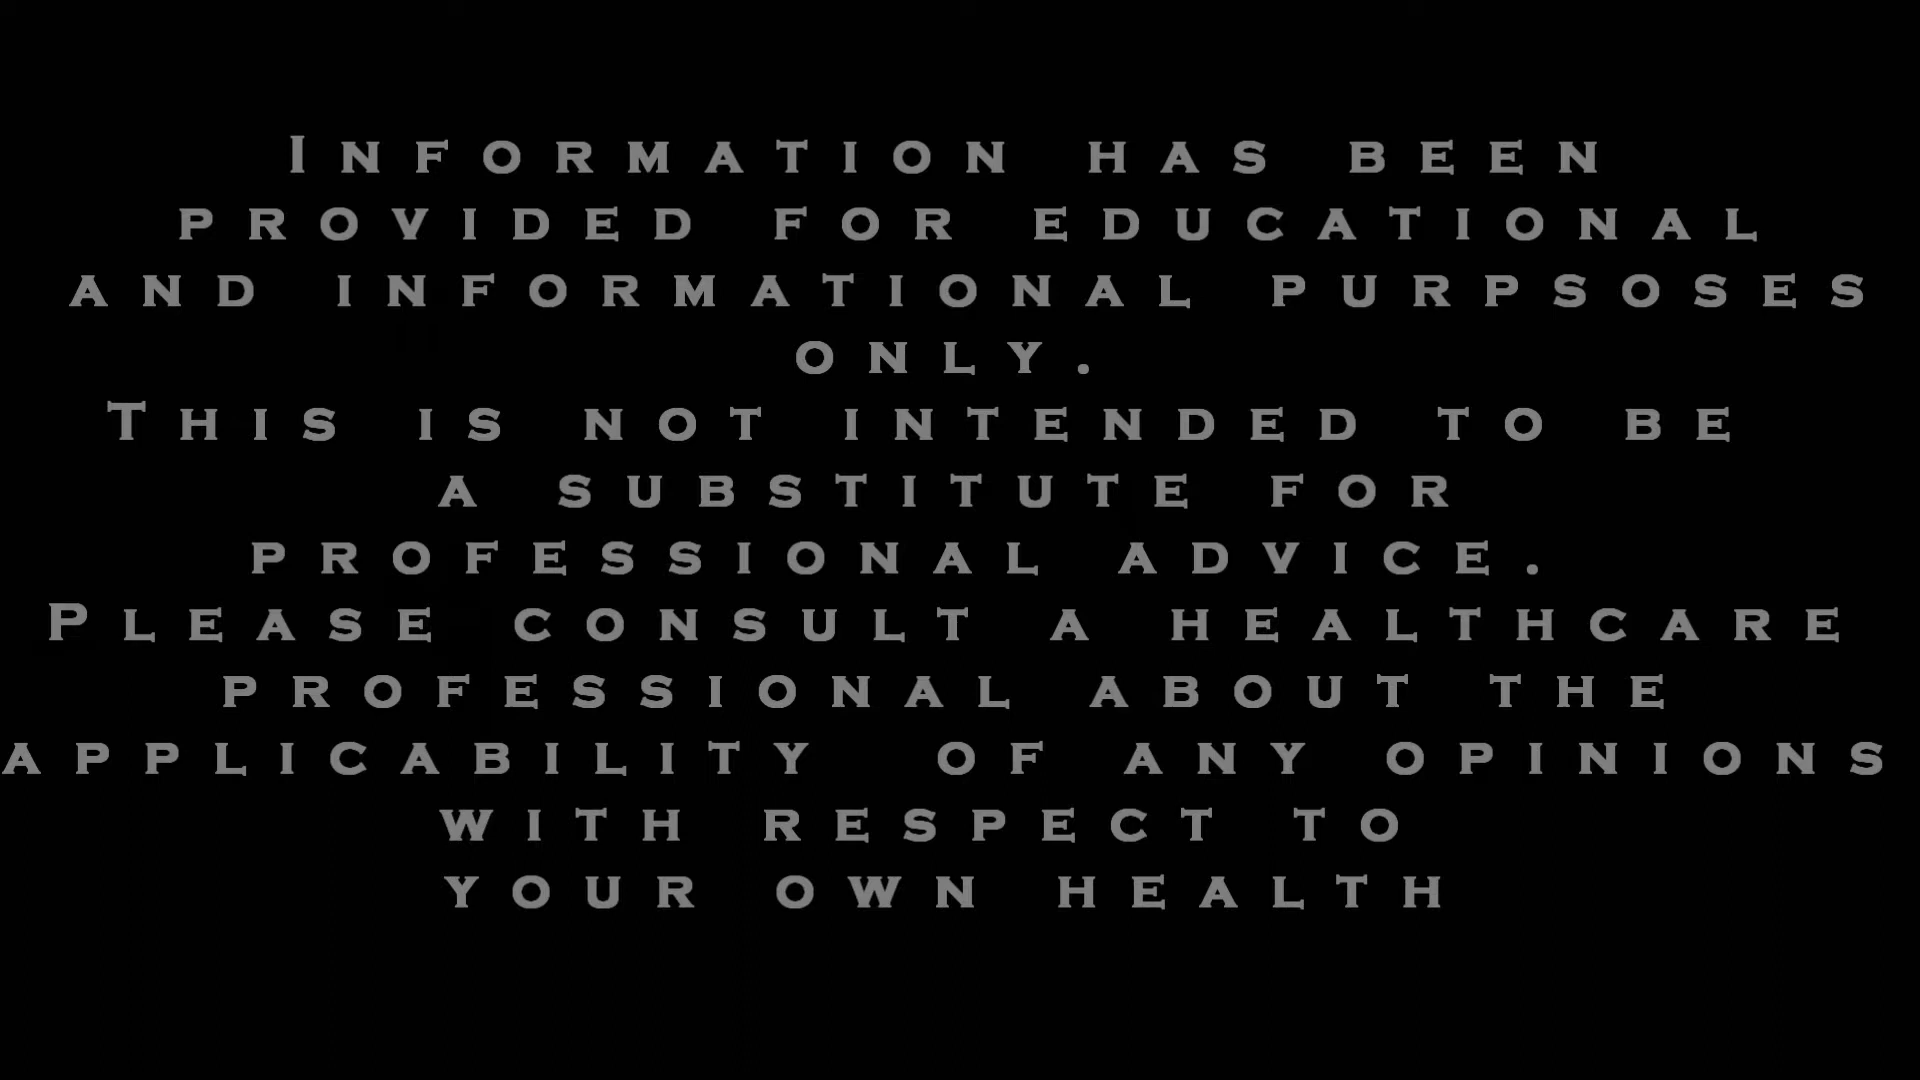 Information has been
provided for educational
and informational purpsoses
only.
This is not intended to be
a substitute for
professional advice.
Please consult a healthcare
professional about the
applicability of any opinions
with respect to
your own health